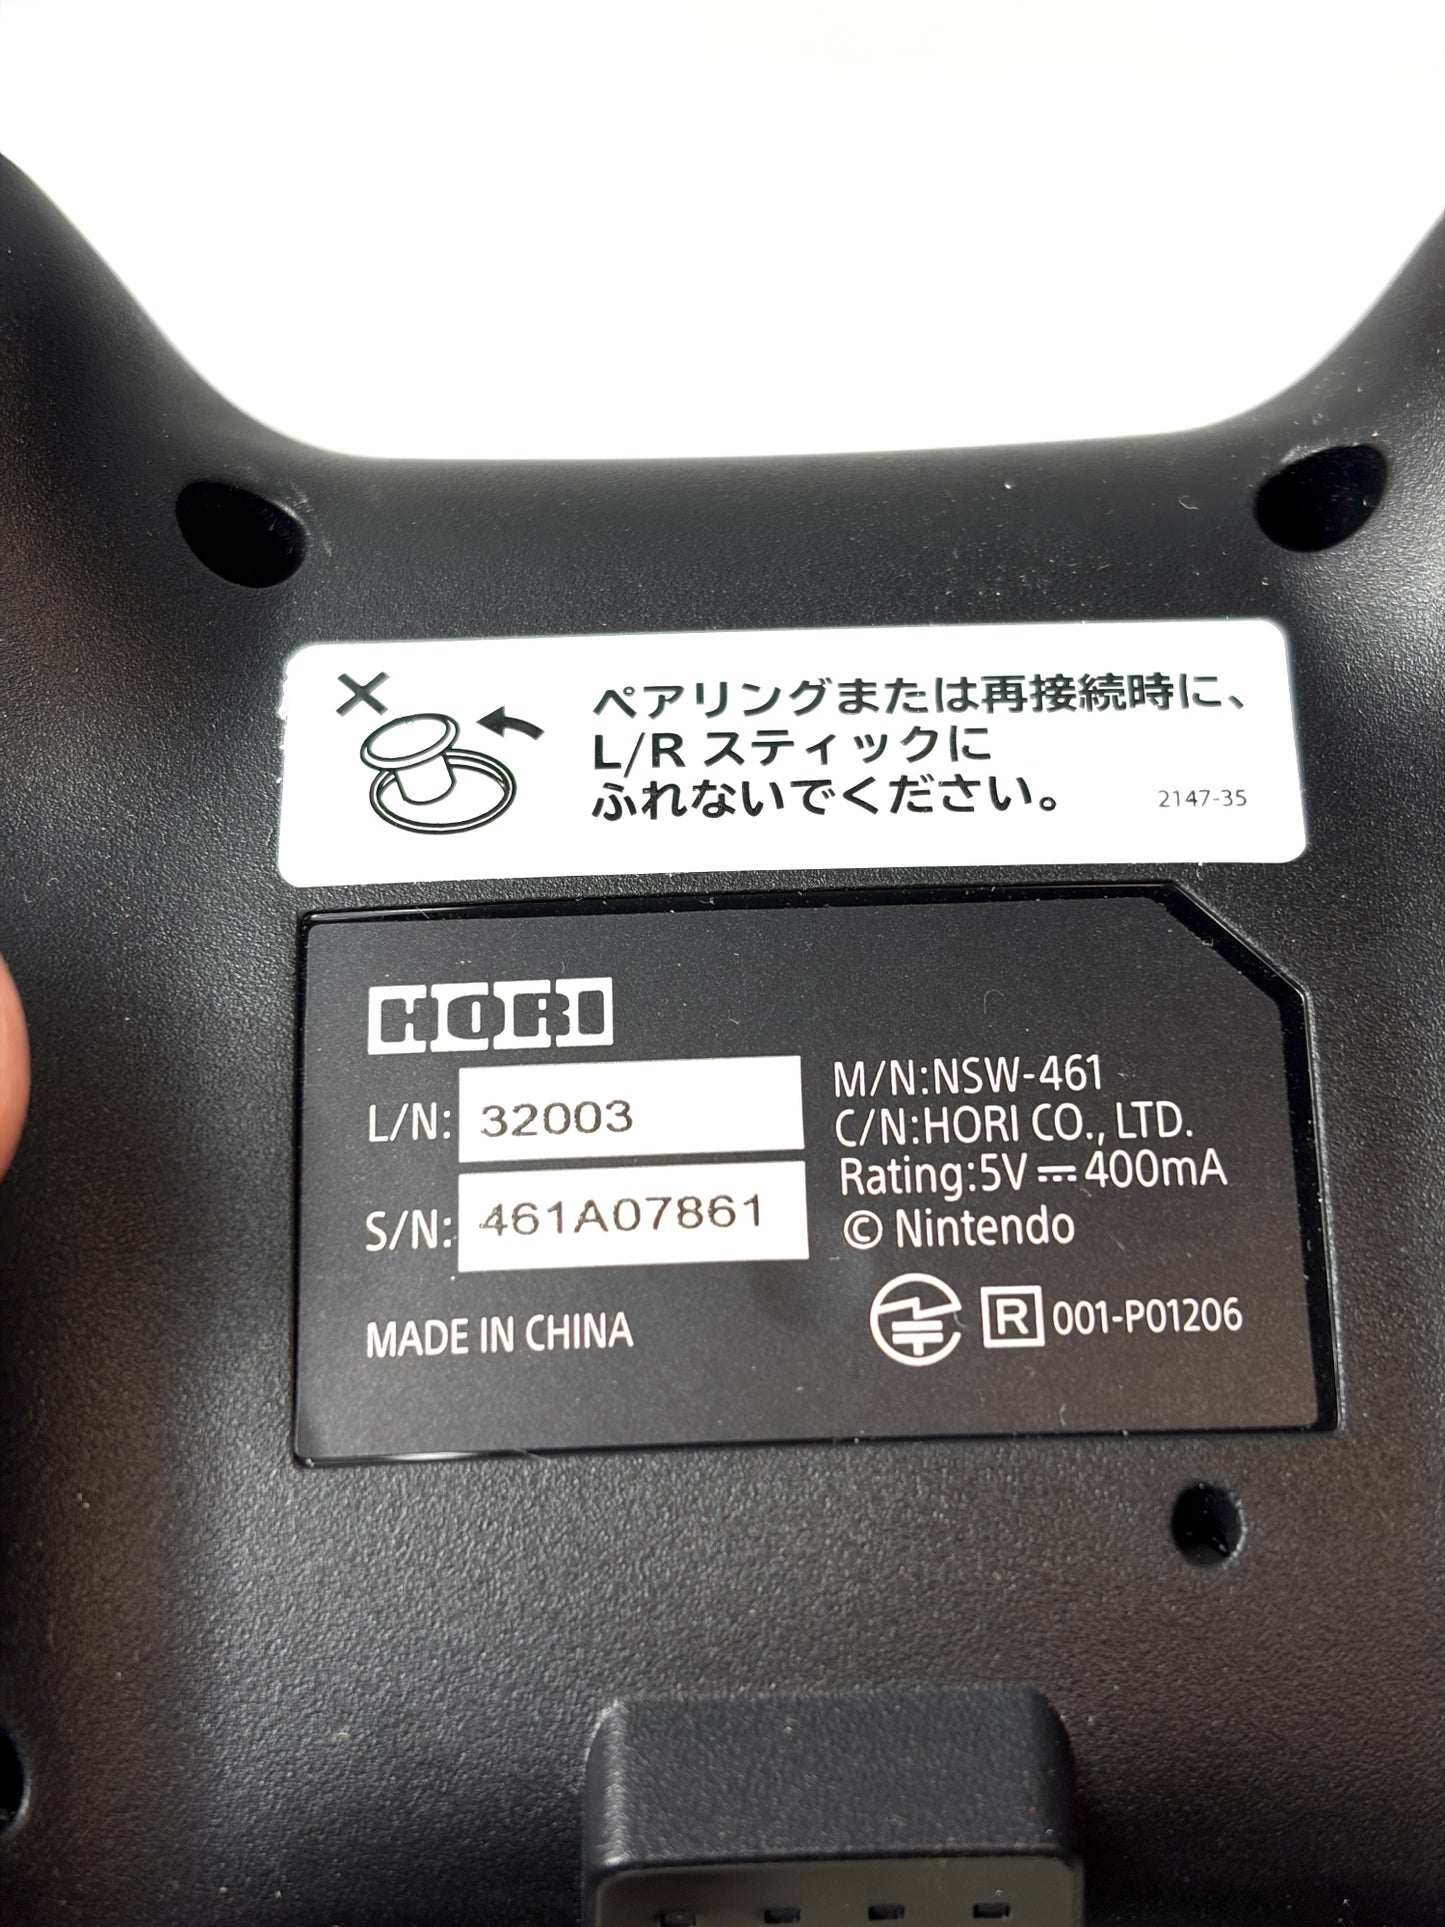 ペアリングまたは再接続時に、
L/R スティックに
ふれないでください。
2147-35
HORI
L/N: 32003
S/N: 461A07861
MADE IN CHINA
M/N:NSW-461
C/N:HORI CO., LTD.
Rating:5V⎓400mA
© Nintendo
R 001-P01206